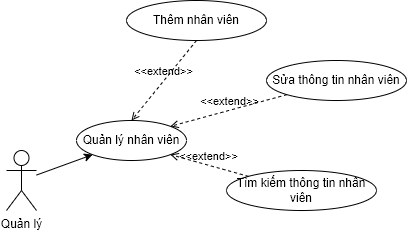 Thêm nhân viên
<<extend>>
Sửa thông tin nhân viên
<<extend>>
Quản lý nhân viên
<<extend>>
Tìm kiếm thông tin nhân
viên
Quản lý